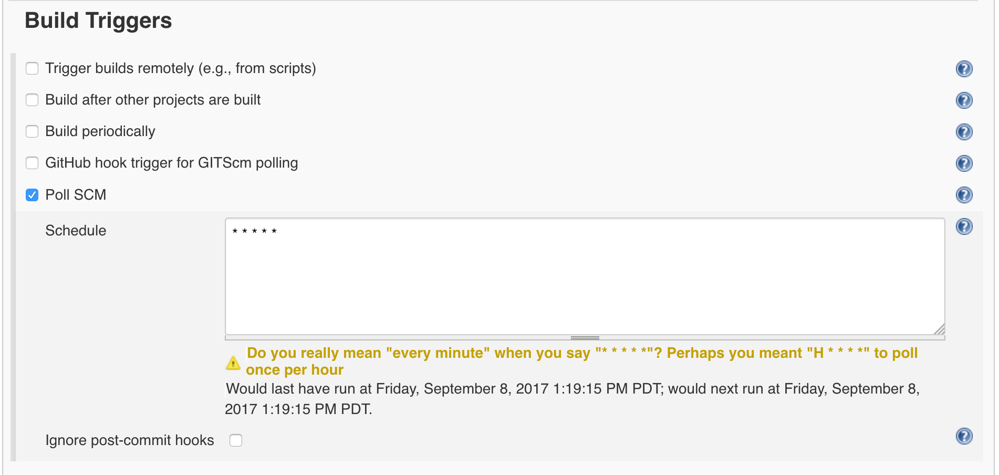 Build Triggers
Trigger builds remotely (e.g., from scripts)
Build after other projects are built
Build periodically
GitHub hook trigger for GITScm polling
Poll SCM
Schedule
* * * * *
Do you really mean "every minute" when you say "* * * * *"? Perhaps you meant "H * * * *" to poll
once per hour
Would last have run at Friday, September 8, 2017 1:19:15 PM PDT; would next run at Friday, September 8,
2017 1:19:15 PM PDT.
Ignore post-commit hooks